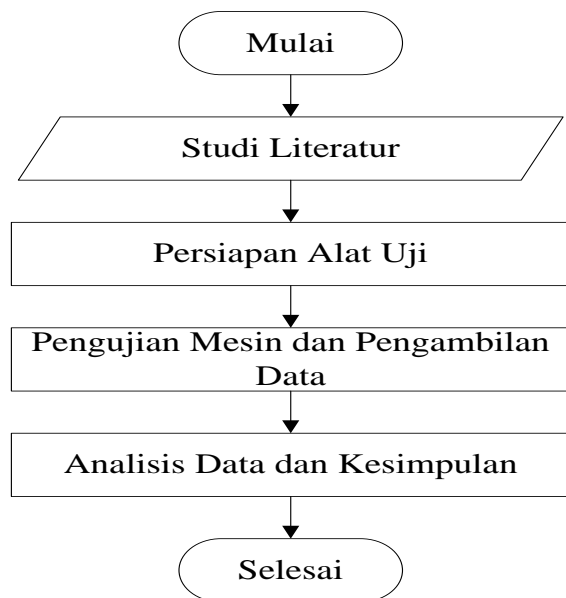 Mulai
Studi Literatur
Persiapan Alat Uji
Pengujian Mesin dan Pengambilan
Data
Analisis Data dan Kesimpulan
Selesai